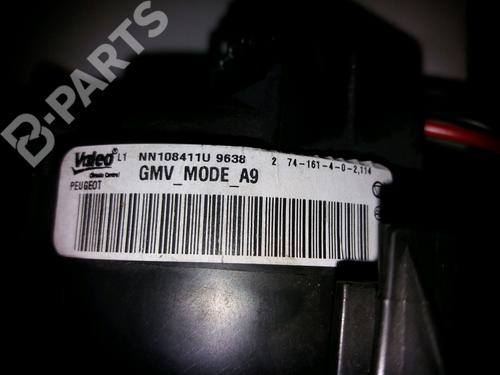 B-PARTS
Valeo L1 NN108411U 9638 2 74-161-4-0-2,114
Climate Control
PEUGEOT GMV_MODE_A9